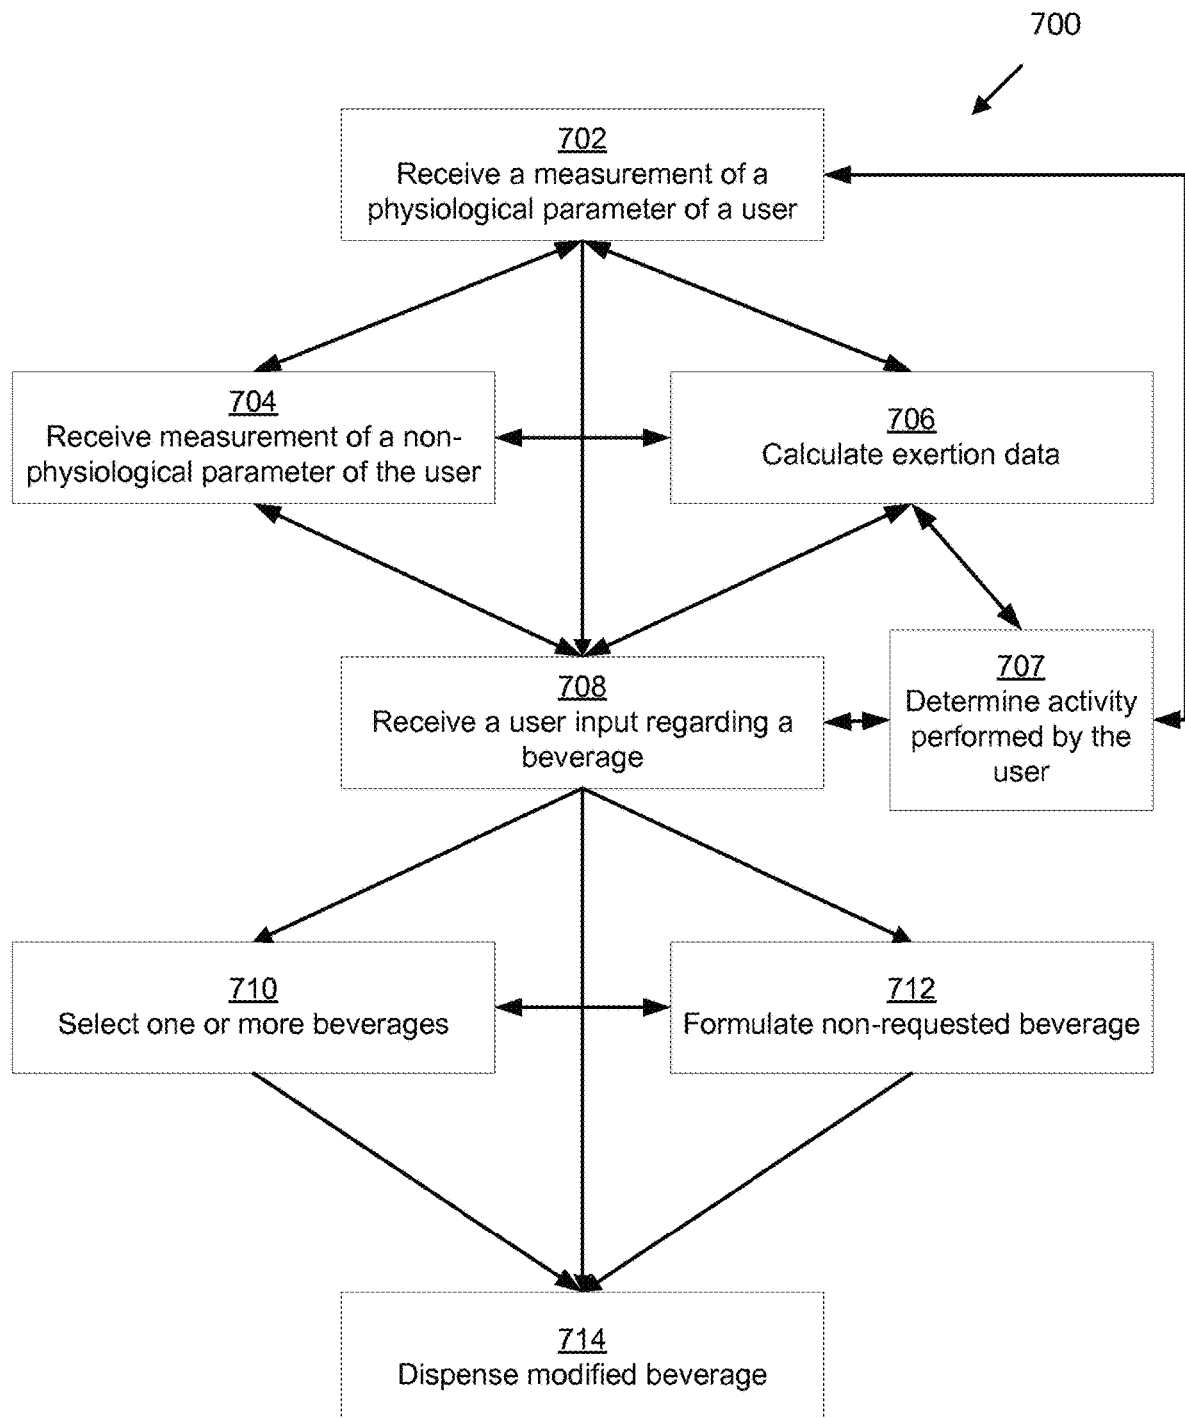 700
702
Receive a measurement of a
physiological parameter of a user
704
Receive measurement of a non-
physiological parameter of the user
706
Calculate exertion data
707
Determine activity
performed by the
user
708
Receive a user input regarding a
beverage
710
Select one or more beverages
712
Formulate non-requested beverage
714
Dispense modified beverage